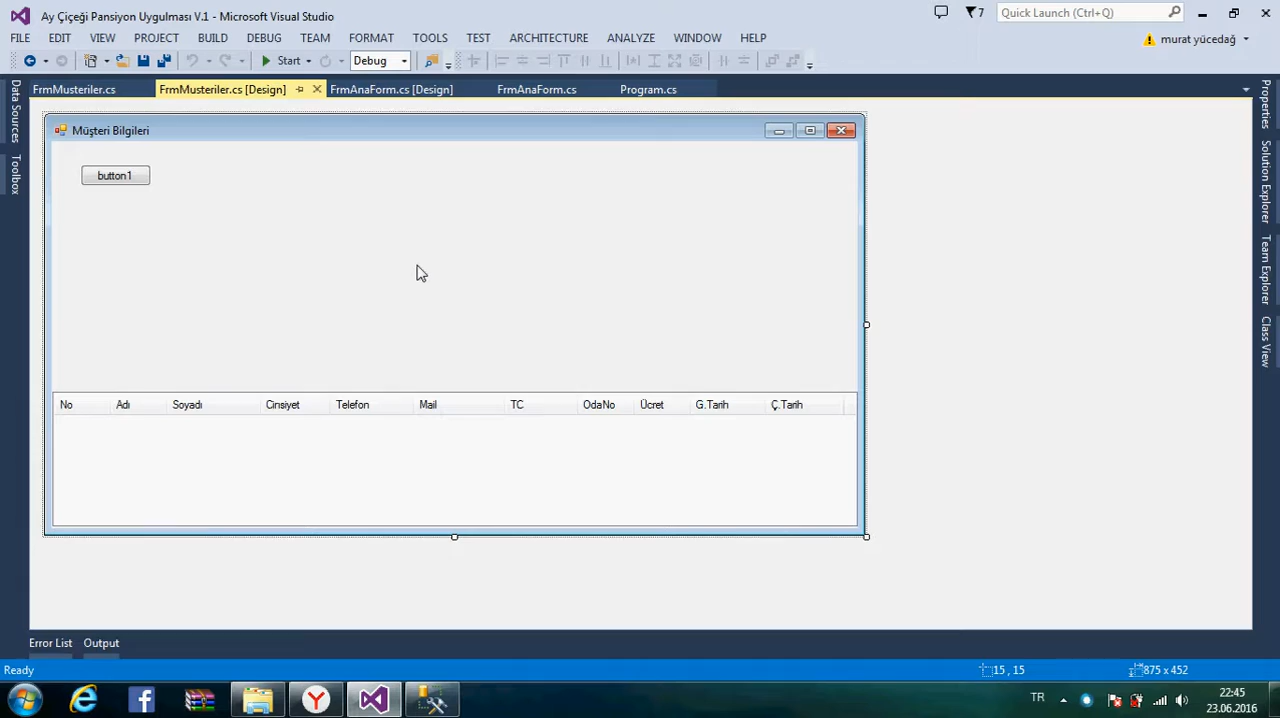 Ay Çiçeği Pansiyon Uygulması V.1 - Microsoft Visual Studio
7
Quick Launch (Ctrl+Q)
FILE EDIT VIEW PROJECT BUILD DEBUG TEAM FORMAT TOOLS TEST ARCHITECTURE ANALYZE WINDOW HELP
murat yücedağ
Start Debug
FrmMusteriler.cs FrmMusteriler.cs [Design] FrmAnaForm.cs [Design] FrmAnaForm.cs Program.cs
Data Sources
Toolbox
Properties
Solution Explorer
Team Explorer
Class View
Müşteri Bilgileri
button1
No Adı Soyadı Cinsiyet Telefon Mail TC OdaNo Ücret G.Tarih Ç.Tarih
Error List Output
Ready 15 , 15 875 x 452
TR
22:45
23.06.2016